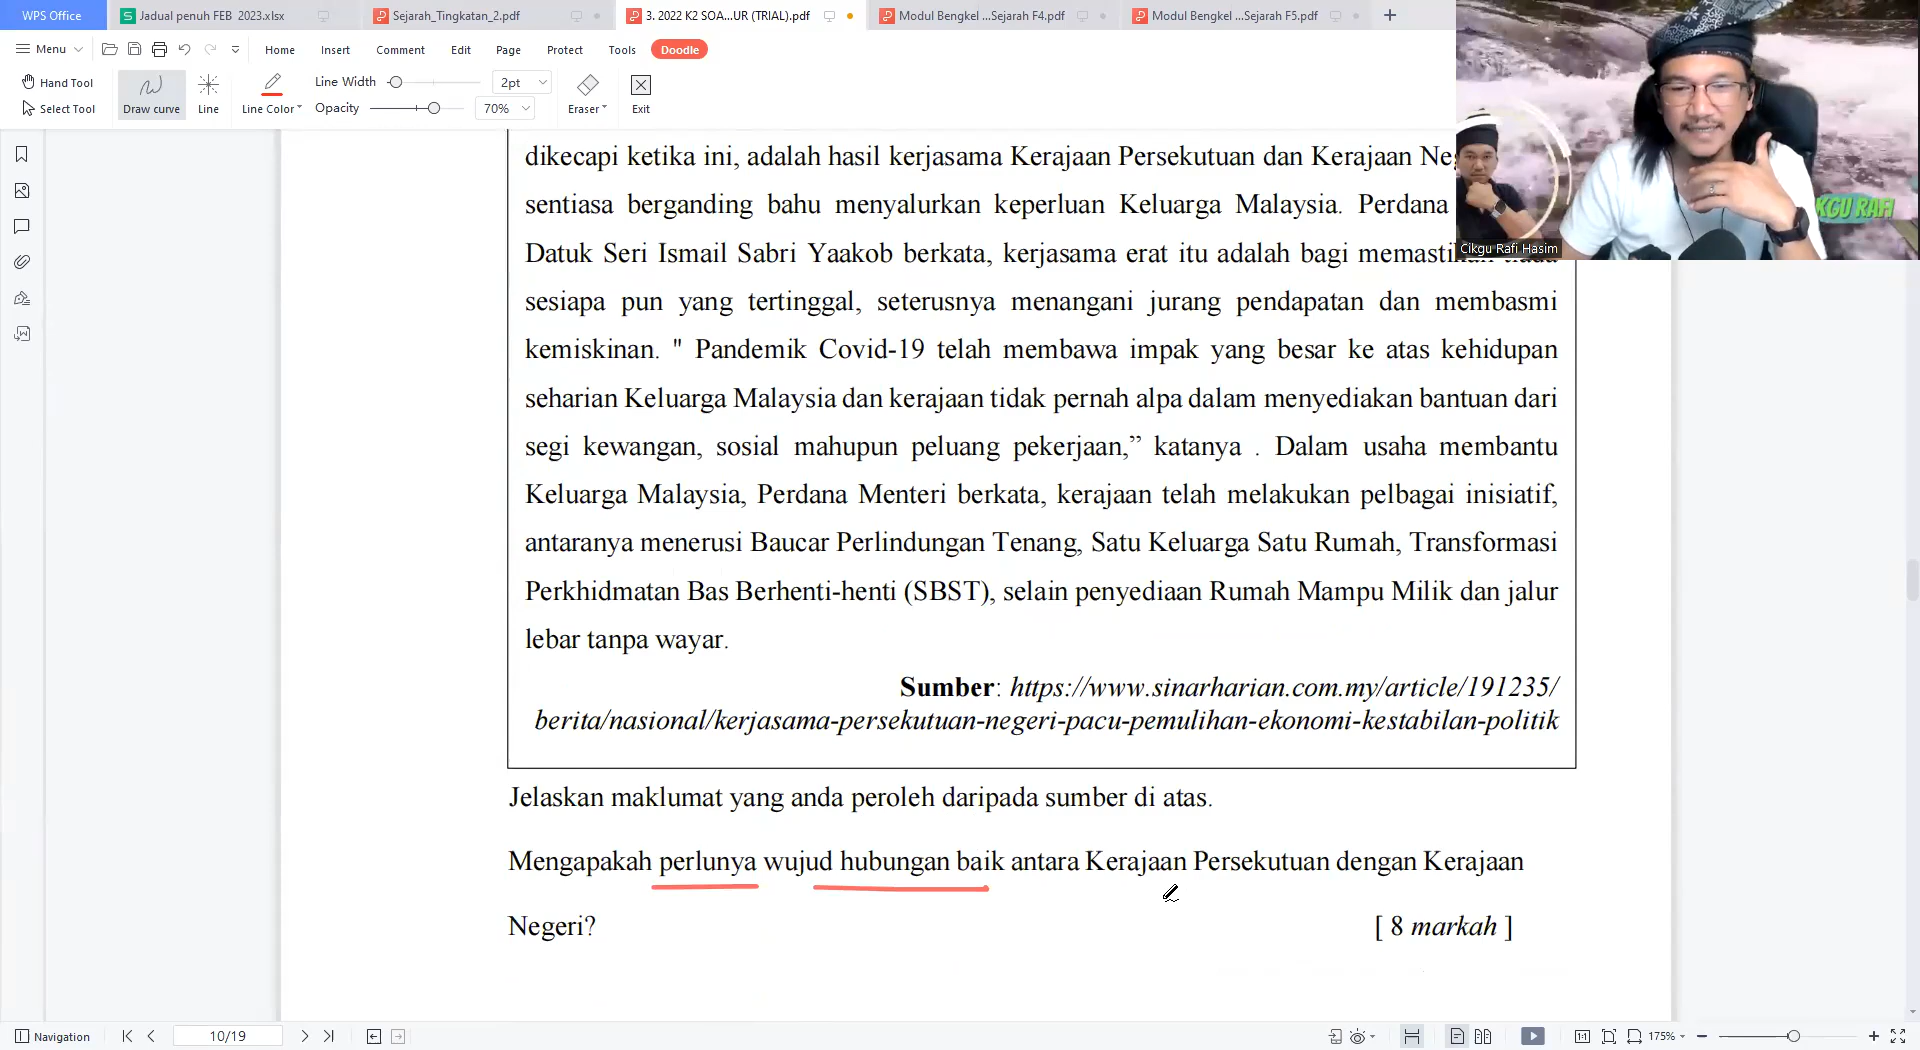 WPS Office
Jadual penuh FEB 2023.xlsx
Sejarah_Tingkatan_2.pdf
3. 2022 K2 SOA...UR (TRIAL).pdf
Modul Bengkel ...Sejarah F4.pdf
Modul Bengkel ...Sejarah F5.pdf
Menu
Home
Insert
Comment
Edit
Page
Protect
Tools
Doodle
Hand Tool
Select Tool
Draw curve
Line
Line Color
Line Width
2pt
Opacity
70%
Eraser
Exit
KGU RAFI
Cikgu Rafi Hasim
dikecapi ketika ini, adalah hasil kerjasama Kerajaan Persekutuan dan Kerajaan
sentiasa berganding bahu menyalurkan keperluan Keluarga Malaysia. Perdana
Datuk Seri Ismail Sabri Yaakob berkata, kerjasama erat itu adalah bagi
sesiapa pun yang tertinggal, seterusnya menangani jurang pendapatan dan membasmi
kemiskinan. " Pandemik Covid-19 telah membawa impak yang besar ke atas kehidupan
seharian Keluarga Malaysia dan kerajaan tidak pernah alpa dalam menyediakan bantuan dari
segi kewangan, sosial mahupun peluang pekerjaan,” katanya . Dalam usaha membantu
Keluarga Malaysia, Perdana Menteri berkata, kerajaan telah melakukan pelbagai inisiatif,
antaranya menerusi Baucar Perlindungan Tenang, Satu Keluarga Satu Rumah, Transformasi
Perkhidmatan Bas Berhenti-henti (SBST), selain penyediaan Rumah Mampu Milik dan jalur
lebar tanpa wayar.
Sumber: https://www.sinarharian.com.my/article/191235/
berita/nasional/kerjasama-persekutuan-negeri-pacu-pemulihan-ekonomi-kestabilan-politik
Jelaskan maklumat yang anda peroleh daripada sumber di atas.
Mengapakah perlunya wujud hubungan baik antara Kerajaan Persekutuan dengan Kerajaan
Negeri?
[ 8 markah ]
Navigation
10/19
175%